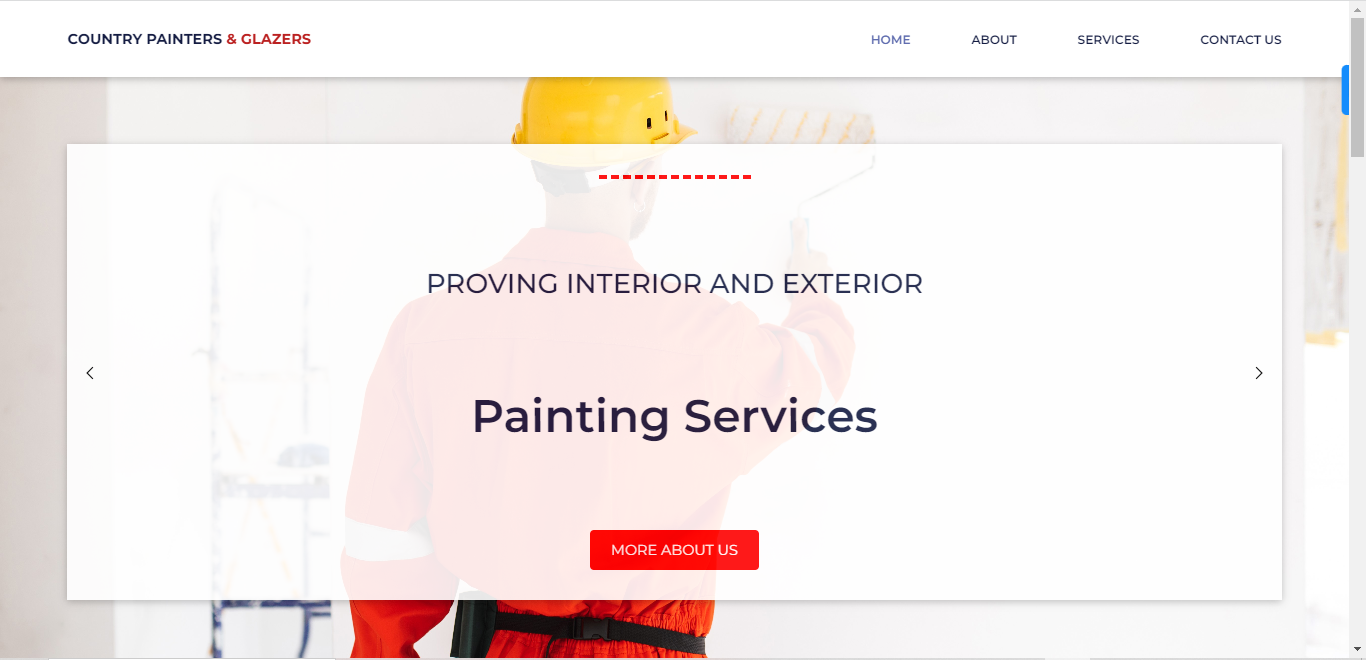 COUNTRY PAINTERS & GLAZERS
HOME ABOUT SERVICES CONTACT US
PROVING INTERIOR AND EXTERIOR
Painting Services
MORE ABOUT US